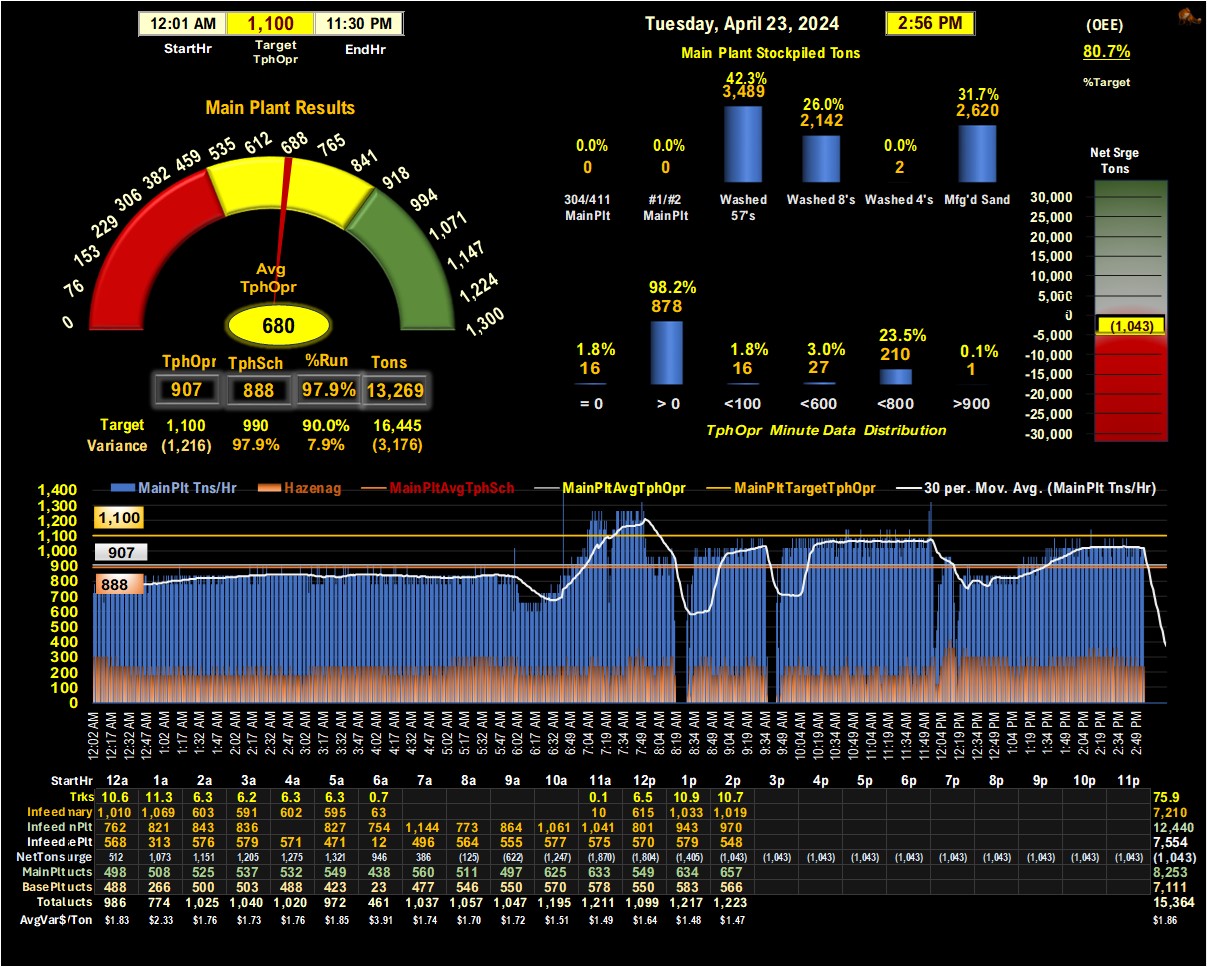 12:01 AM 1,100 11:30 PM
StartHr Target TphOpr EndHr
Tuesday, April 23, 2024 2:56 PM
(OEE)
80.7%
%Target
Main Plant Stockpiled Tons
42.3% 26.0% 31.7%
3,489 2,142 2,620
0.0% 0.0% 0.0%
0 0 2
304/411 MainPlt #1/#2 MainPlt Washed 57's Washed 8's Washed 4's Mfg'd Sand
Main Plant Results
0 76 153 229 306 382 459 535 612 688 765 841 918 994 1,071 1,147 1,224 1,300
Avg
TphOpr
680
TphOpr TphSch %Run Tons
907 888 97.9% 13,269
Target 1,100 990 90.0% 16,445
Variance (1,216) 97.9% 7.9% (3,176)
1.8% 98.2% 1.8% 3.0% 23.5% 0.1%
16 878 16 27 210 1
= 0 > 0 <100 <600 <800 >900
TphOpr Minute Data Distribution
Net Srge
Tons
30,000
25,000
20,000
15,000
10,000
5,000
0
(1,043)
-5,000
-10,000
-15,000
-20,000
-25,000
-30,000
MainPlt Tns/Hr Hazenag MainPltAvgTphSch MainPltAvgTphOpr MainPltTargetTphOpr 30 per. Mov. Avg. (MainPlt Tns/Hr)
1,400
1,300
1,200
1,100
1,000
900
800
700
600
500
400
300
200
100
0
1,100
907
888
12:02 AM 12:17 AM 12:32 AM 12:47 AM 1:02 AM 1:17 AM 1:32 AM 1:47 AM 2:02 AM 2:17 AM 2:32 AM 2:47 AM 3:02 AM 3:17 AM 3:32 AM 3:47 AM 4:02 AM 4:17 AM 4:32 AM 4:47 AM 5:02 AM 5:17 AM 5:32 AM 5:47 AM 6:02 AM 6:17 AM 6:34 AM 6:49 AM 7:04 AM 7:19 AM 7:34 AM 7:49 AM 8:04 AM 8:19 AM 8:34 AM 8:49 AM 9:04 AM 9:19 AM 9:34 AM 9:49 AM 10:04 AM 10:19 AM 10:34 AM 10:49 AM 11:04 AM 11:19 AM 11:34 AM 11:49 AM 12:04 PM 12:19 PM 12:34 PM 12:49 PM 1:04 PM 1:19 PM 1:34 PM 1:49 PM 2:04 PM 2:19 PM 2:34 PM 2:49 PM
StartHr 12a 1a 2a 3a 4a 5a 6a 7a 8a 9a 10a 11a 12p 1p 2p 3p 4p 5p 6p 7p 8p 9p 10p 11p
Trks 10.6 11.3 6.3 6.2 6.3 6.3 0.7 0.1 6.5 10.9 10.7 75.9
Infeed mary 1,010 1,069 603 591 602 595 63 10 615 1,033 1,019 7,210
Infeed nPlt 762 821 843 836 827 754 1,144 773 864 1,061 1,041 801 943 970 12,440
Infeed ePlt 568 313 576 579 571 471 12 496 564 555 577 575 570 579 548 7,554
NetTonsurge 512 1,073 1,151 1,205 1,275 1,321 946 386 (125) (622) (1,247) (1,870) (1,804) (1,405) (1,043) (1,043) (1,043) (1,043) (1,043) (1,043) (1,043) (1,043) (1,043) (1,043) (1,043)
MainPlt ucts 498 508 525 537 532 549 438 560 511 497 625 633 549 634 657 8,253
BasePlt ucts 488 266 500 503 488 423 23 477 546 550 570 578 550 583 566 7,111
Total ucts 986 774 1,025 1,040 1,020 972 461 1,037 1,057 1,047 1,195 1,211 1,099 1,217 1,223 15,364
AvgVar$/Ton $1.83 $2.33 $1.76 $1.73 $1.76 $1.85 $3.91 $1.74 $1.70 $1.72 $1.51 $1.49 $1.64 $1.48 $1.47 $1.86